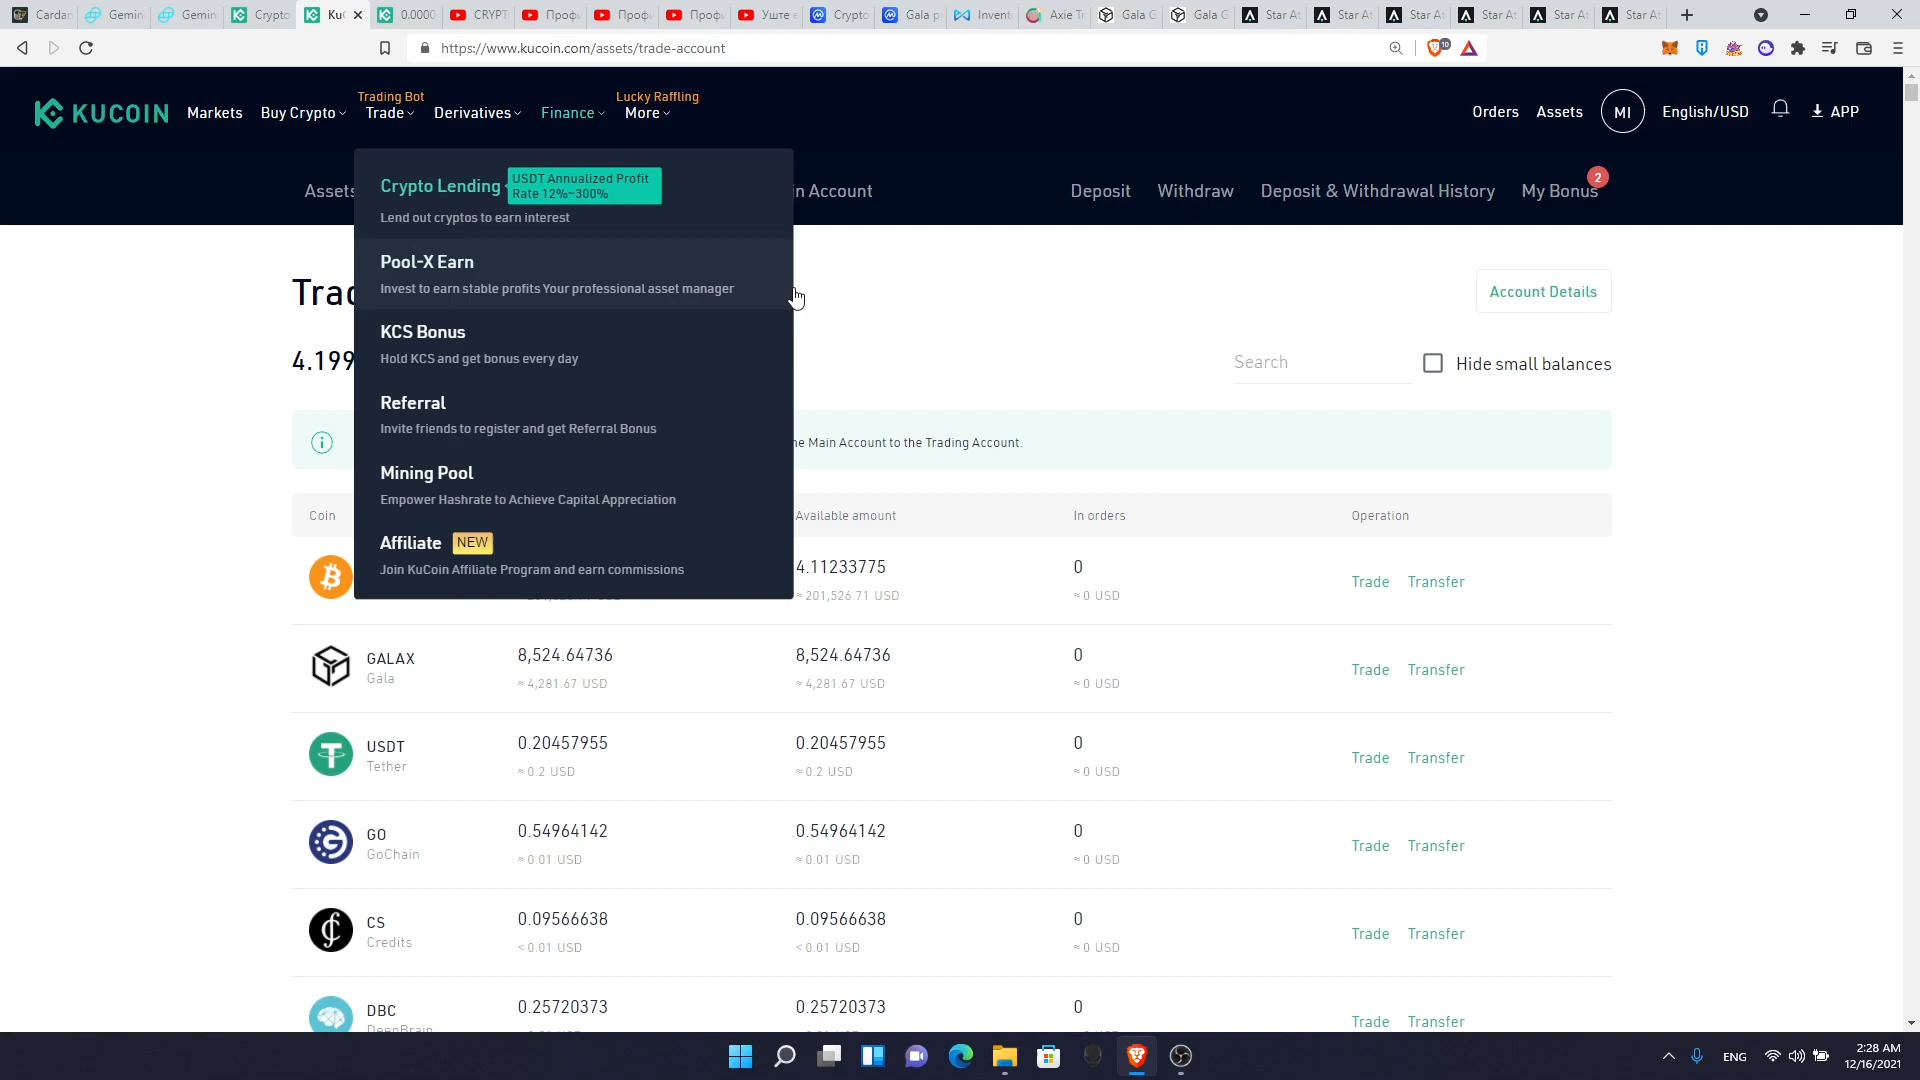 Cardan
Gemin
Gemin
Crypto
KuC
0.0000
CRYPT
Профи
Профи
Профи
Уште е
Crypto
Gala p
Invent
Axie Tr
Gala G
Gala G
Star At
Star At
Star At
Star At
Star At
Star At
https://www.kucoin.com/assets/trade-account
10
Trading Bot
Lucky Raffling
KUCOIN
Markets
Buy Crypto
Trade
Derivatives
Finance
More
Orders
Assets
MI
English/USD
APP
Assets
n Account
Deposit
Withdraw
Deposit & Withdrawal History
My Bonus
2
Crypto Lending
USDT Annualized Profit
Rate 12%~300%
Lend out cryptos to earn interest
Pool-X Earn
Invest to earn stable profits Your professional asset manager
KCS Bonus
Hold KCS and get bonus every day
Referral
Invite friends to register and get Referral Bonus
Mining Pool
Empower Hashrate to Achieve Capital Appreciation
Affiliate NEW
Join KuCoin Affiliate Program and earn commissions
Trad
Account Details
4.199
Search
Hide small balances
he Main Account to the Trading Account.
Coin
Available amount
In orders
Operation
4.11233775
0
≈ 201,526.71 USD
≈ 0 USD
Trade
Transfer
GALAX
Gala
8,524.64736
≈ 4,281.67 USD
8,524.64736
≈ 4,281.67 USD
0
≈ 0 USD
Trade
Transfer
USDT
Tether
0.20457955
≈ 0.2 USD
0.20457955
≈ 0.2 USD
0
≈ 0 USD
Trade
Transfer
GO
GoChain
0.54964142
≈ 0.01 USD
0.54964142
≈ 0.01 USD
0
≈ 0 USD
Trade
Transfer
CS
Credits
0.09566638
< 0.01 USD
0.09566638
< 0.01 USD
0
≈ 0 USD
Trade
Transfer
DBC
DeepBrain
0.25720373
0.25720373
0
Trade
Transfer
ENG
2:28 AM
12/16/2021